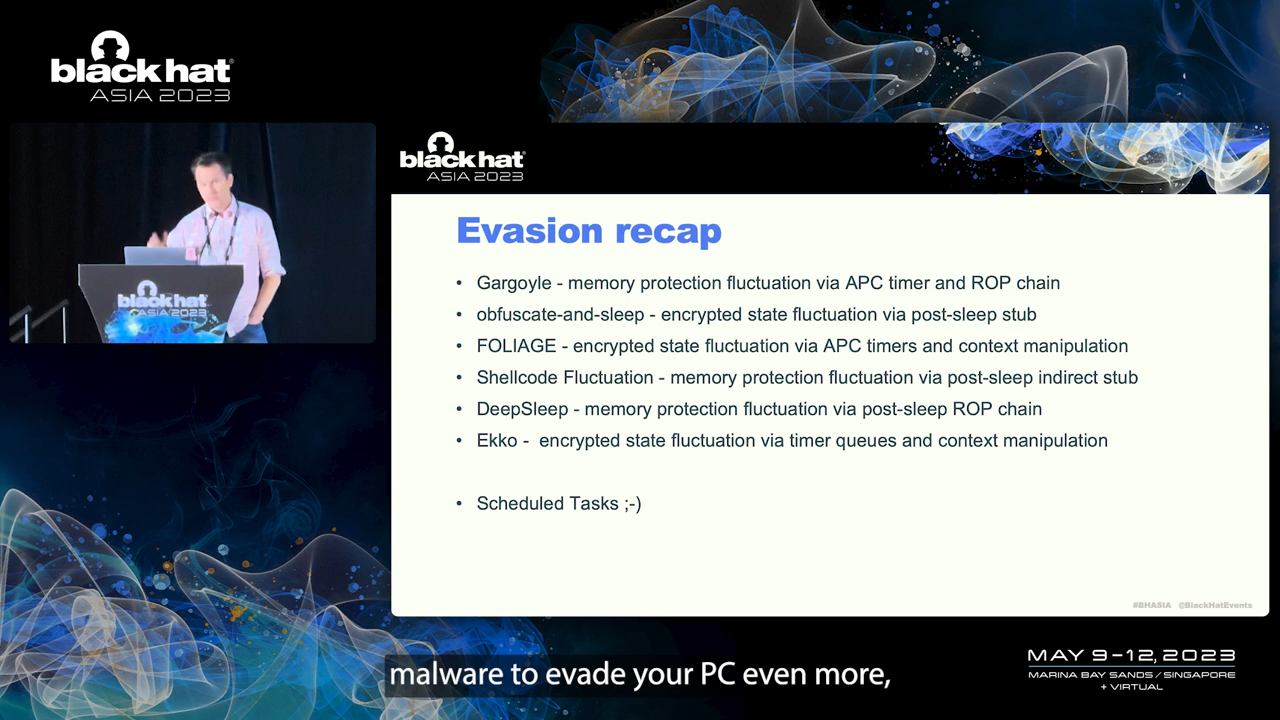 black hat®
ASIA 2023
black hat
ASIA 2023
black hat®
ASIA 2023
Evasion recap
• Gargoyle - memory protection fluctuation via APC timer and ROP chain
• obfuscate-and-sleep - encrypted state fluctuation via post-sleep stub
• FOLIAGE - encrypted state fluctuation via APC timers and context manipulation
• Shellcode Fluctuation - memory protection fluctuation via post-sleep indirect stub
• DeepSleep - memory protection fluctuation via post-sleep ROP chain
• Ekko -  encrypted state fluctuation via timer queues and context manipulation
• Scheduled Tasks ;-)
#BHASIA @BlackHatEvents
malware to evade your PC even more,
MAY 9-12, 2023
MARINA BAY SANDS / SINGAPORE
+ VIRTUAL